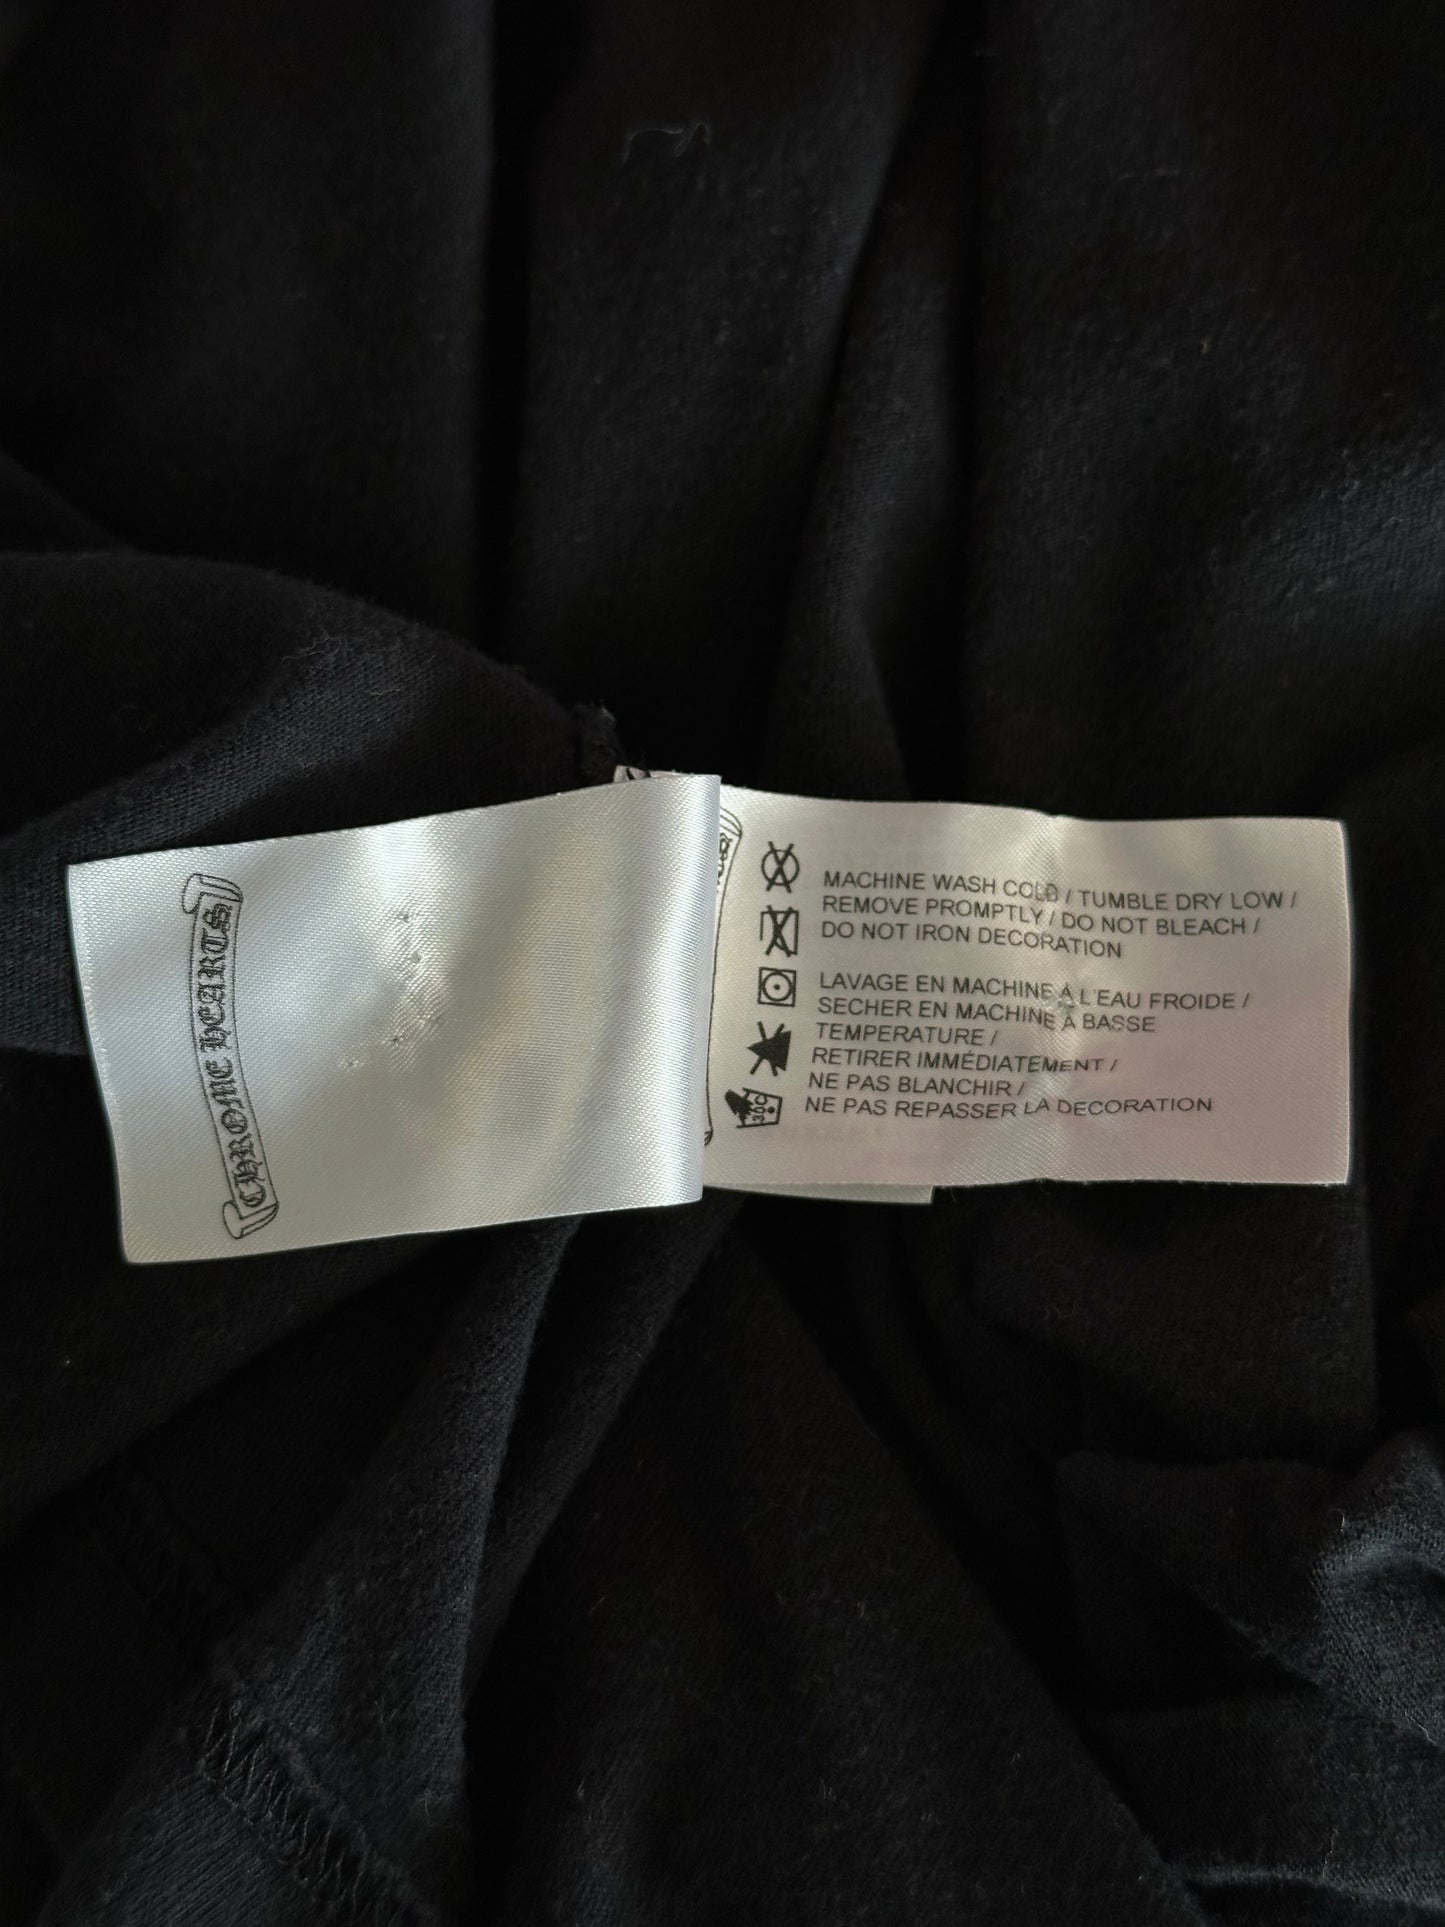 CHROME HEARTS
MACHINE WASH COLD / TUMBLE DRY LOW /
REMOVE PROMPTLY / DO NOT BLEACH /
DO NOT IRON DECORATION
LAVAGE EN MACHINE À L'EAU FROIDE /
SECHER EN MACHINE À BASSE
TEMPERATURE /
RETIRER IMMÉDIATEMENT /
NE PAS BLANCHIR /
NE PAS REPASSER LA DECORATION
30C